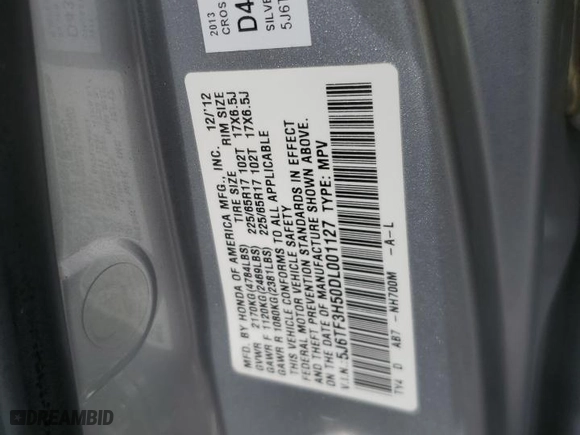 2013
CROS
D4
SILVE
5J6T
MFD. BY HONDA OF AMERICA MFG., INC. 12/'12
TIRE SIZE RIM SIZE
GVWR 2170KG(4784LBS) 225/65R17 102T 17X6.5J
GAWR F 1120KG(2469LBS) 225/65R17 102T 17X6.5J
GAWR R 1080KG(2381LBS)
THIS VEHICLE CONFORMS TO ALL APPLICABLE
FEDERAL MOTOR VEHICLE SAFETY
AND THEFT PREVENTION STANDARDS IN EFFECT
ON THE DATE OF MANUFACTURE SHOWN ABOVE.
V.I.N. 5J6TF3H50DL001127 TYPE: MPV
TY4 D AB7 -NH700M -A-L
DREAMBID